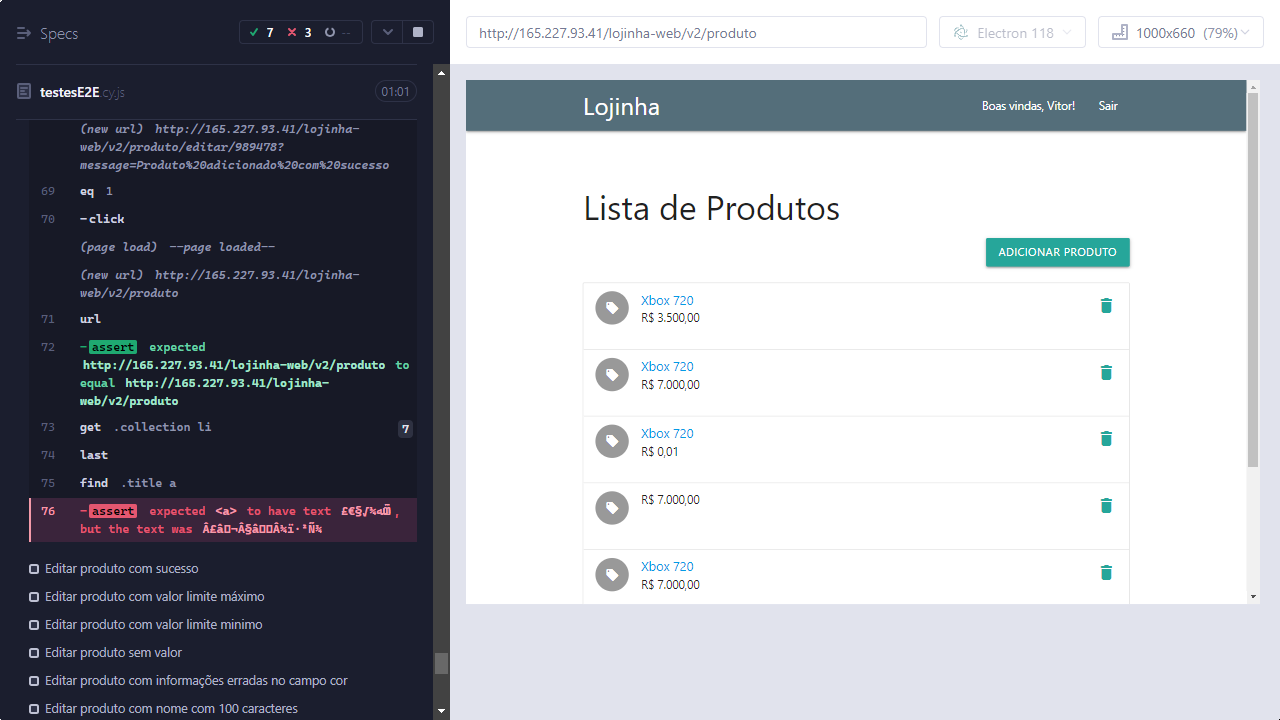 Specs
7
3
--
testesE2E.cy.js
01:01
(new url) http://165.227.93.41/lojinha-
web/v2/produto/editar/989478?
message=Produto%20adicionado%20com%20sucesso
69 eq 1
70 -click
(page load) --page loaded--
(new url) http://165.227.93.41/lojinha-
web/v2/produto
71 url
72 -assert expected
http://165.227.93.41/lojinha-web/v2/produto to
equal http://165.227.93.41/lojinha-
web/v2/produto
73 get .collection li 7
74 last
75 find .title a
76 -assert expected <a> to have text
but the text was
Editar produto com sucesso
Editar produto com valor limite máximo
Editar produto com valor limite minimo
Editar produto sem valor
Editar produto com informações erradas no campo cor
Editar produto com nome com 100 caracteres
http://165.227.93.41/lojinha-web/v2/produto
Electron 118
1000x660 (79%)
Lojinha
Boas vindas, Vitor!
Sair
Lista de Produtos
ADICIONAR PRODUTO
Xbox 720
R$ 3.500,00
Xbox 720
R$ 7.000,00
Xbox 720
R$ 0,01
R$ 7.000,00
Xbox 720
R$ 7.000,00